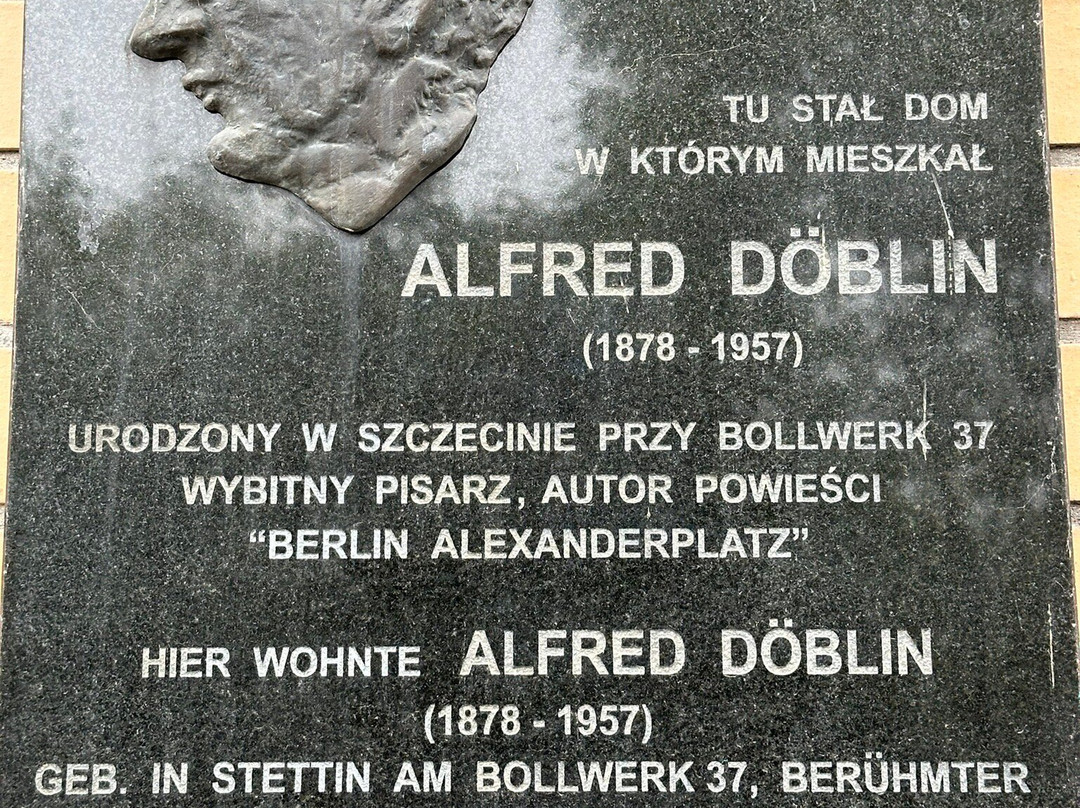 TU STAŁ DOM
W KTÓRYM MIESZKAŁ
ALFRED DÖBLIN
(1878 - 1957)
URODZONY W SZCZECINIE PRZY BOLLWERK 37
WYBITNY PISARZ, AUTOR POWIEŚCI
“BERLIN ALEXANDERPLATZ”
HIER WOHNTE ALFRED DÖBLIN
(1878 - 1957)
GEB. IN STETTIN AM BOLLWERK 37, BERÜHMTER